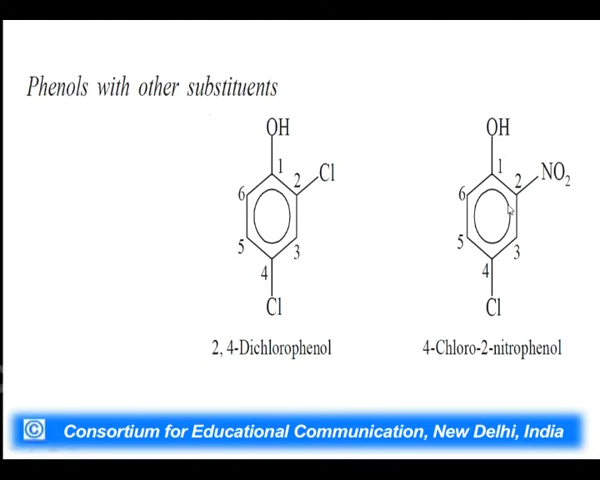 Phenols with other substituents
OH
1
2
Cl
6
5
3
4
Cl
2, 4-Dichlorophenol
OH
1
2
NO2
6
5
3
4
Cl
4-Chloro-2-nitrophenol
© Consortium for Educational Communication, New Delhi, India